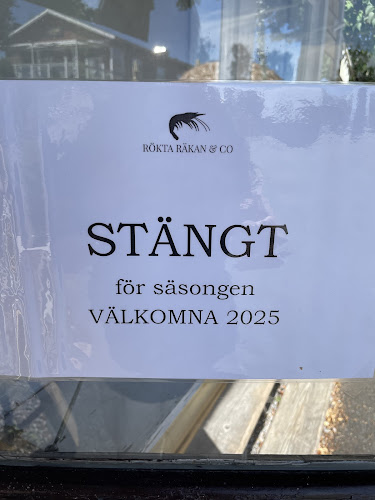 RÖKTA RÄKAN & CO
STÄNGT
för säsongen
VÄLKOMNA 2025